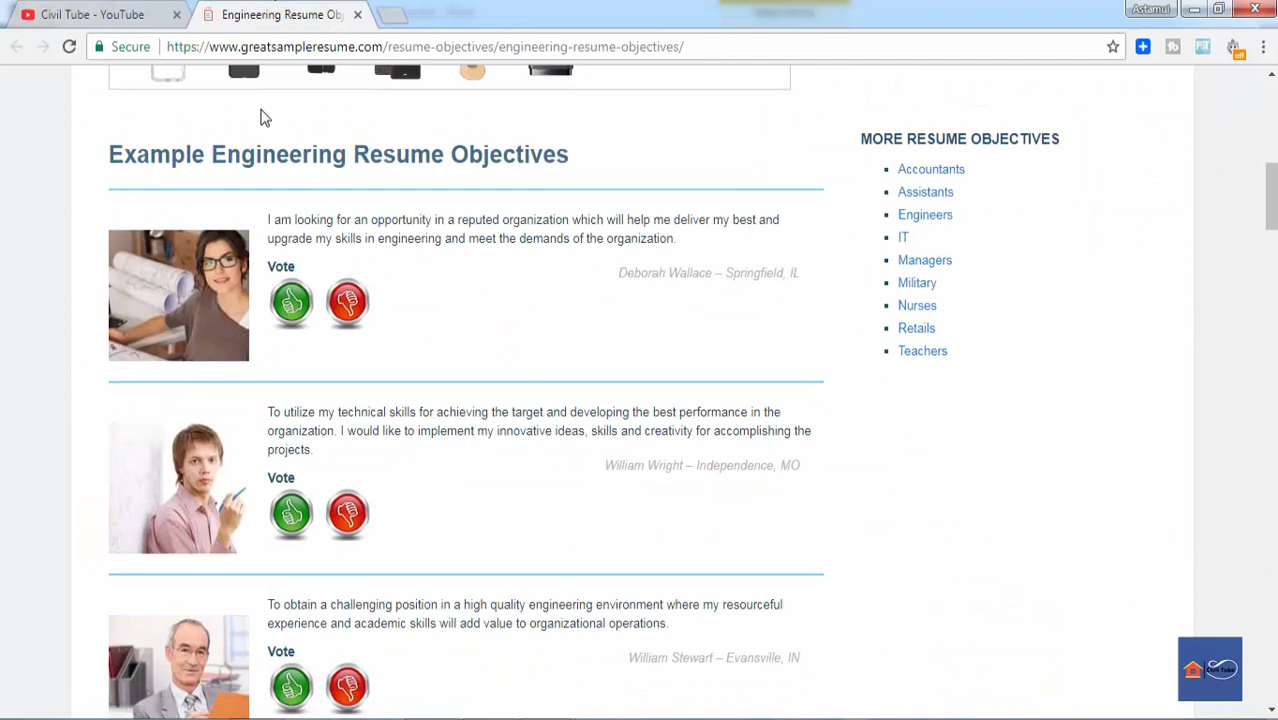 Civil Tube - YouTube
Engineering Resume Obj
Astamul
Secure
https://www.greatsampleresume.com/resume-objectives/engineering-resume-objectives/
off
Example Engineering Resume Objectives
I am looking for an opportunity in a reputed organization which will help me deliver my best and
upgrade my skills in engineering and meet the demands of the organization.
Vote
Deborah Wallace – Springfield, IL
To utilize my technical skills for achieving the target and developing the best performance in the
organization. I would like to implement my innovative ideas, skills and creativity for accomplishing the
projects.
William Wright – Independence, MO
Vote
To obtain a challenging position in a high quality engineering environment where my resourceful
experience and academic skills will add value to organizational operations.
Vote
William Stewart – Evansville, IN
MORE RESUME OBJECTIVES
Accountants
Assistants
Engineers
IT
Managers
Military
Nurses
Retails
Teachers
Civil Tube